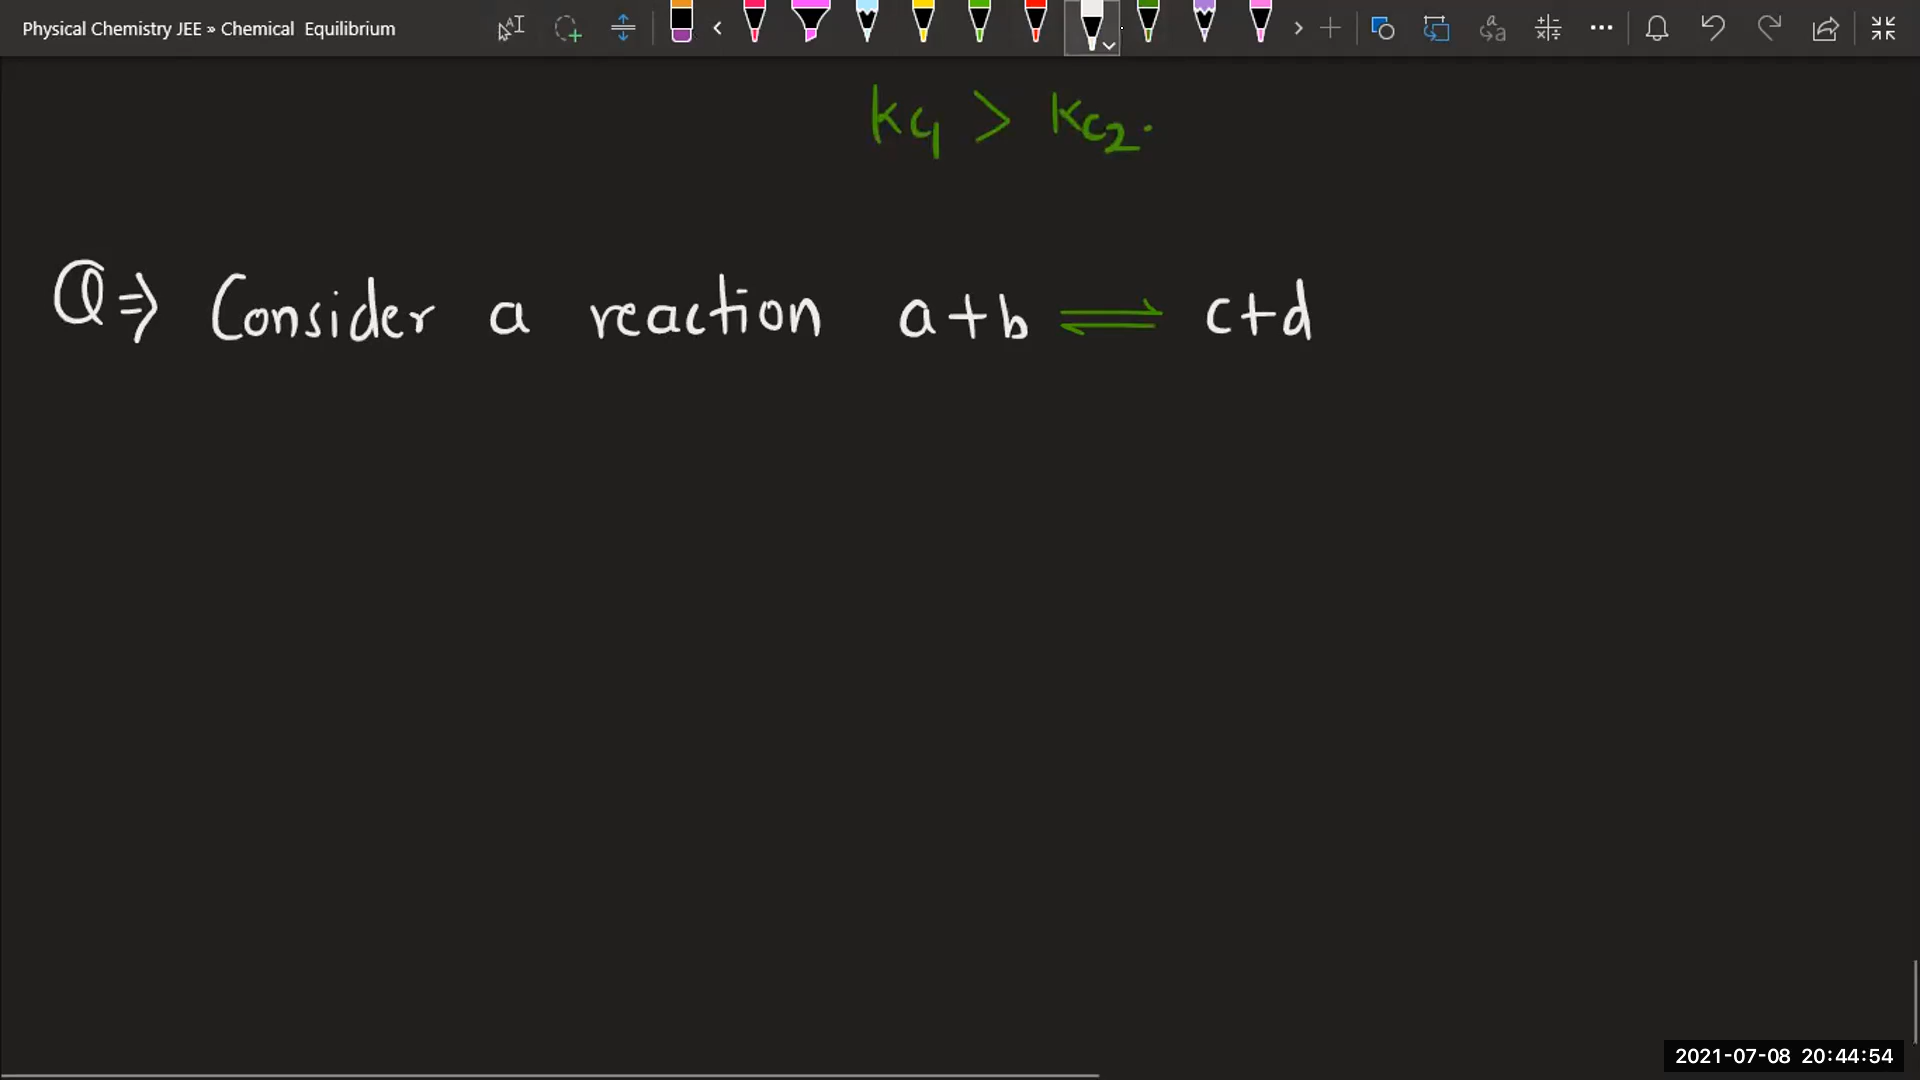 Physical Chemistry JEE » Chemical Equilibrium
kc1 > kc2.
Q⇒ Consider a reaction a+b ⇌ c+d
2021-07-08 20:44:54